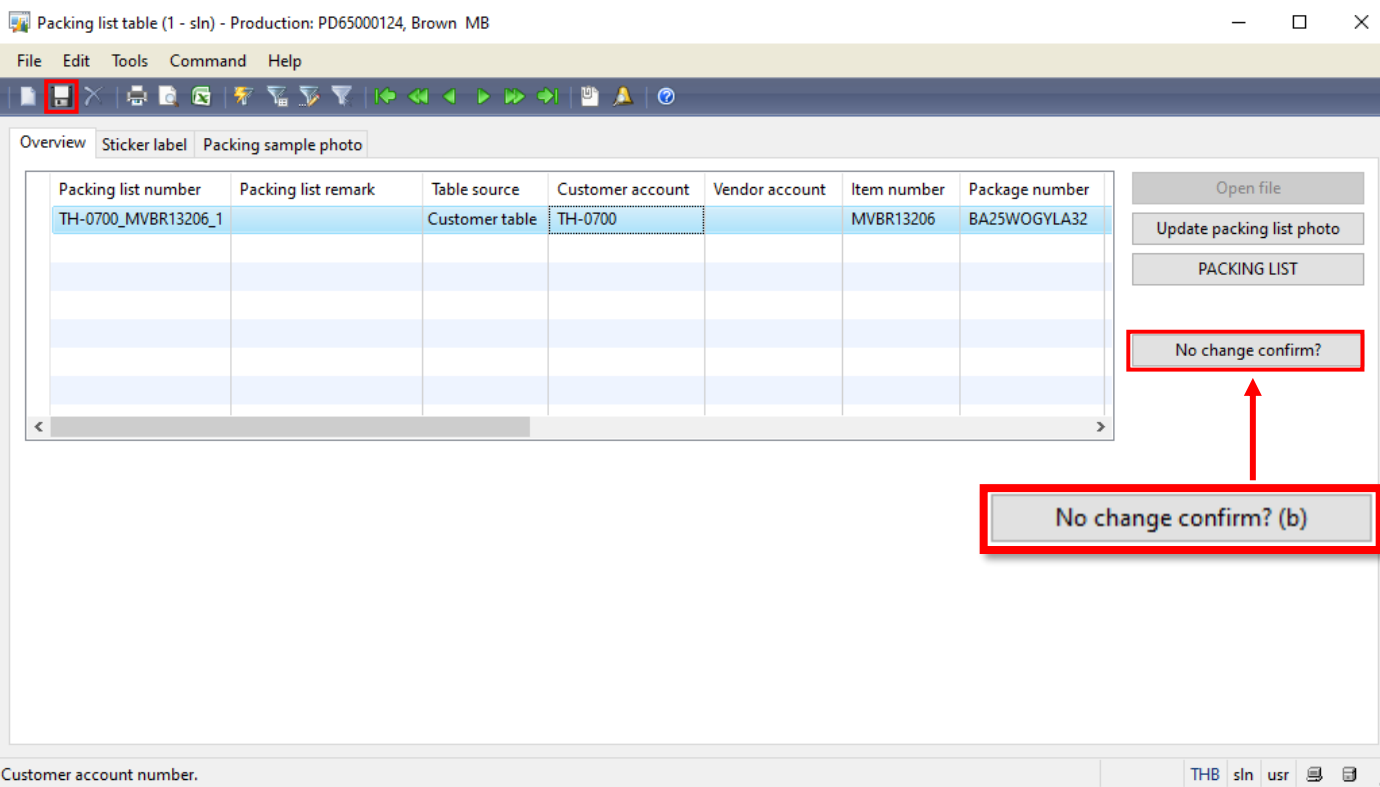 Packing list table (1 - sln) - Production: PD65000124, Brown MB
File Edit Tools Command Help
Overview Sticker label Packing sample photo
Packing list number Packing list remark Table source Customer account Vendor account Item number Package number
TH-0700_MVBR13206_1 Customer table TH-0700 MVBR13206 BA25WOGYLA32
Open file
Update packing list photo
PACKING LIST
No change confirm?
No change confirm? (b)
Customer account number.
THB sln usr